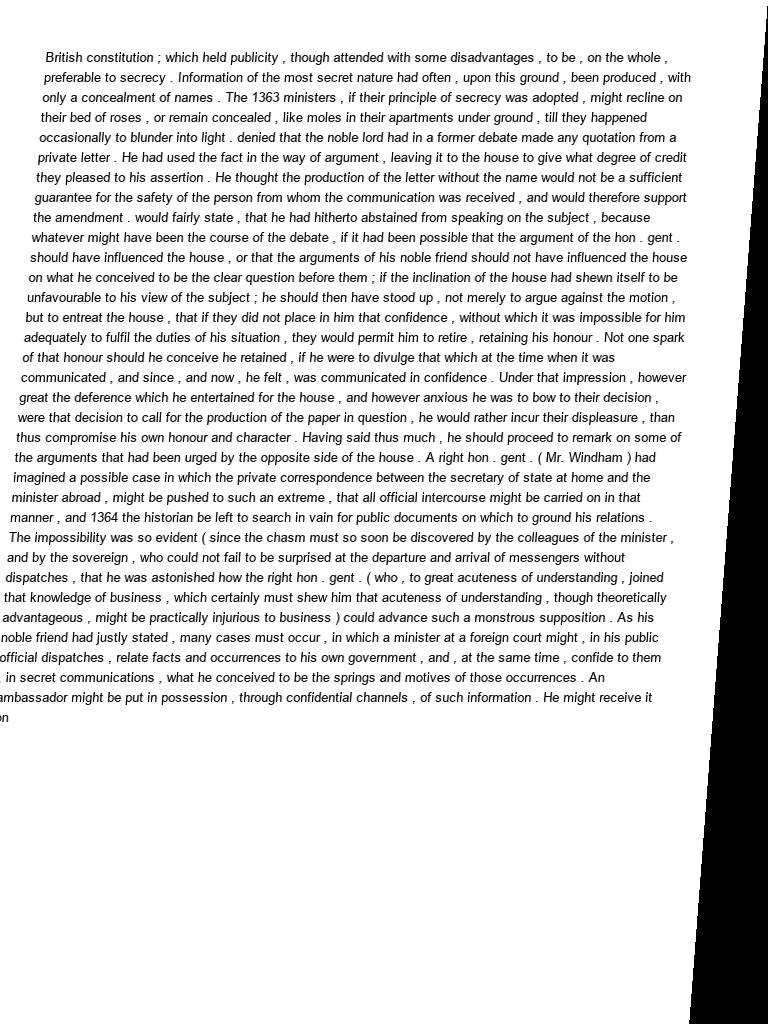 British constitution ; which held publicity , though attended with some disadvantages , to be , on the whole ,
preferable to secrecy . Information of the most secret nature had often , upon this ground , been produced , with
only a concealment of names . The 1363 ministers , if their principle of secrecy was adopted , might recline on
their bed of roses , or remain concealed , like moles in their apartments under ground , till they happened
occasionally to blunder into light . denied that the noble lord had in a former debate made any quotation from a
private letter . He had used the fact in the way of argument , leaving it to the house to give what degree of credit
they pleased to his assertion . He thought the production of the letter without the name would not be a sufficient
guarantee for the safety of the person from whom the communication was received , and would therefore support
the amendment . would fairly state , that he had hitherto abstained from speaking on the subject , because
whatever might have been the course of the debate , if it had been possible that the argument of the hon . gent .
should have influenced the house , or that the arguments of his noble friend should not have influenced the house
on what he conceived to be the clear question before them ; if the inclination of the house had shewn itself to be
unfavourable to his view of the subject ; he should then have stood up , not merely to argue against the motion ,
but to entreat the house , that if they did not place in him that confidence , without which it was impossible for him
adequately to fulfil the duties of his situation , they would permit him to retire , retaining his honour . Not one spark
of that honour should he conceive he retained , if he were to divulge that which at the time when it was
communicated , and since , and now , he felt , was communicated in confidence . Under that impression , however
great the deference which he entertained for the house , and however anxious he was to bow to their decision ,
were that decision to call for the production of the paper in question , he would rather incur their displeasure , than
thus compromise his own honour and character . Having said thus much , he should proceed to remark on some of
the arguments that had been urged by the opposite side of the house . A right hon . gent . ( Mr. Windham ) had
imagined a possible case in which the private correspondence between the secretary of state at home and the
minister abroad , might be pushed to such an extreme , that all official intercourse might be carried on in that
manner , and 1364 the historian be left to search in vain for public documents on which to ground his relations .
The impossibility was so evident ( since the chasm must so soon be discovered by the colleagues of the minister ,
and by the sovereign , who could not fail to be surprised at the departure and arrival of messengers without
dispatches , that he was astonished how the right hon . gent . ( who , to great acuteness of understanding , joined
that knowledge of business , which certainly must shew him that acuteness of understanding , though theoretically
advantageous , might be practically injurious to business ) could advance such a monstrous supposition . As his
noble friend had justly stated , many cases must occur , in which a minister at a foreign court might , in his public
official dispatches , relate facts and occurrences to his own government , and , at the same time , confide to them
, in secret communications , what he conceived to be the springs and motives of those occurrences . An
ambassador might be put in possession , through confidential channels , of such information . He might receive it
on